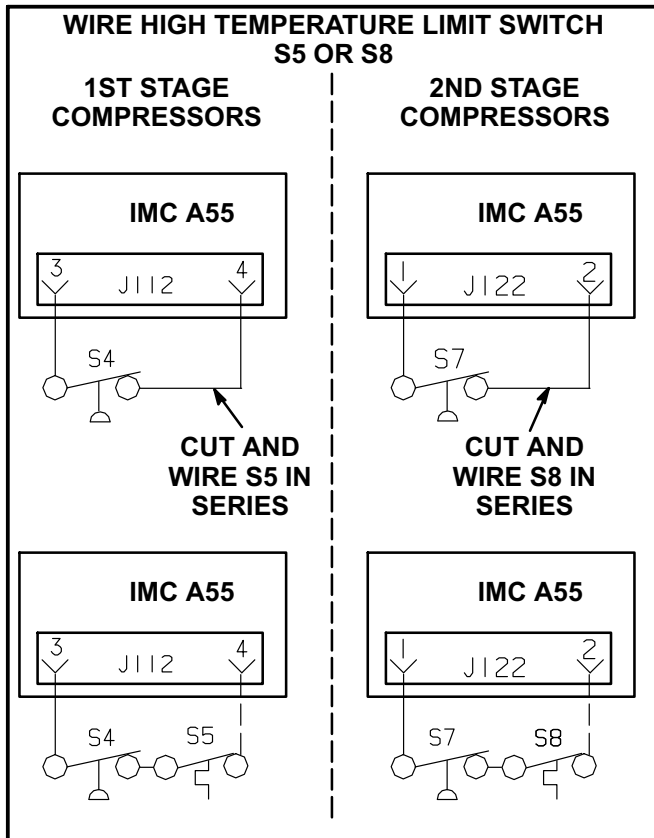 WIRE HIGH TEMPERATURE LIMIT SWITCH
S5 OR S8
1ST STAGE
COMPRESSORS
IMC A55
3 J112 4
S4
CUT AND
WIRE S5 IN
SERIES
IMC A55
3 J112 4
S4 S5
2ND STAGE
COMPRESSORS
IMC A55
1 J122 2
S7
CUT AND
WIRE S8 IN
SERIES
IMC A55
1 J122 2
S7 S8